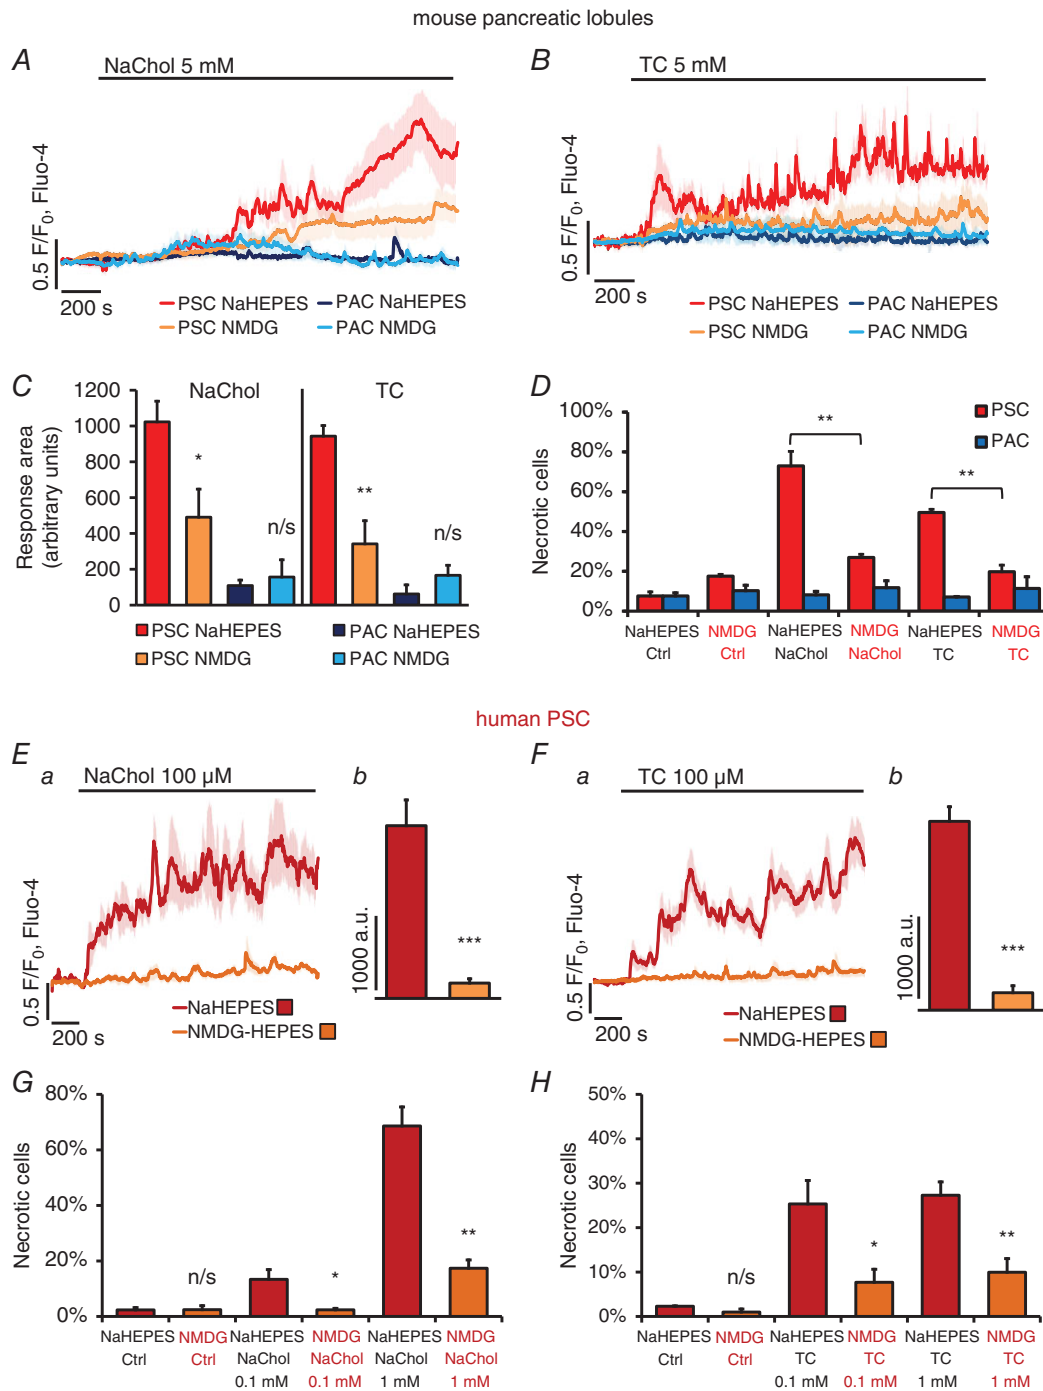 mouse pancreatic lobules
A
NaChol 5 mM
0.5 F/F0, Fluo-4
200 s
PSC NaHEPES
PAC NaHEPES
PSC NMDG
PAC NMDG
B
TC 5 mM
0.5 F/F0, Fluo-4
200 s
PSC NaHEPES
PAC NaHEPES
PSC NMDG
PAC NMDG
C
NaChol
TC
Response area
(arbitrary units)
1200
1000
800
600
400
200
0
*
n/s
**
n/s
PSC NaHEPES
PAC NaHEPES
PSC NMDG
PAC NMDG
D
Necrotic cells
100%
80%
60%
40%
20%
0%
**
**
PSC
PAC
NaHEPES NMDG NaHEPES NMDG NaHEPES NMDG
Ctrl Ctrl NaChol NaChol TC TC
human PSC
E
a
NaChol 100 µM
0.5 F/F0, Fluo-4
200 s
NaHEPES
NMDG-HEPES
b
1000 a.u.
***
F
a
TC 100 µM
0.5 F/F0, Fluo-4
200 s
NaHEPES
NMDG-HEPES
b
1000 a.u.
***
G
Necrotic cells
80%
60%
40%
20%
0%
n/s
*
**
NaHEPES NMDG NaHEPES NMDG NaHEPES NMDG
Ctrl Ctrl NaChol NaChol NaChol NaChol
0.1 mM 0.1 mM 1 mM 1 mM
H
Necrotic cells
50%
40%
30%
20%
10%
0%
n/s
*
**
NaHEPES NMDG NaHEPES NMDG NaHEPES NMDG
Ctrl Ctrl TC TC TC TC
0.1 mM 0.1 mM 1 mM 1 mM